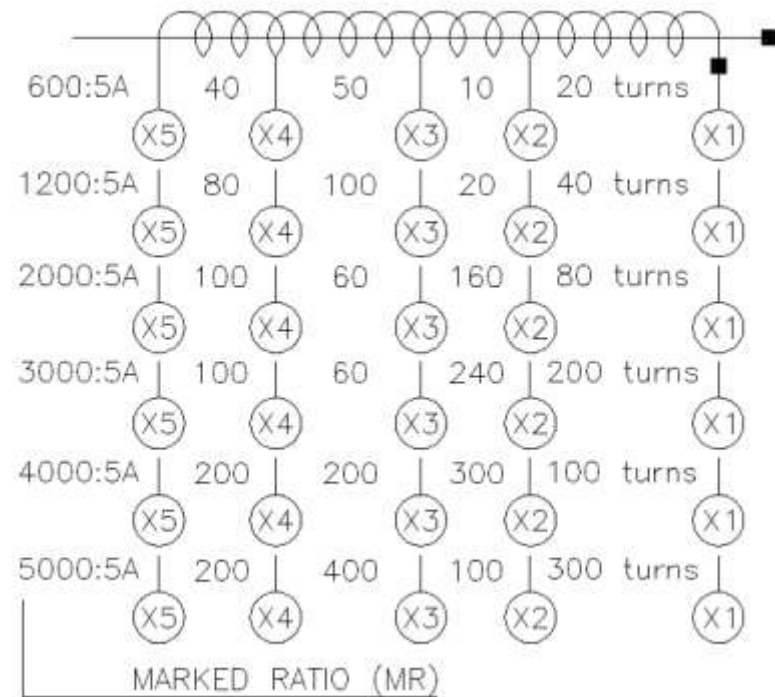 600:5A 40 50 10 20 turns
X5 X4 X3 X2 X1
1200:5A 80 100 20 40 turns
X5 X4 X3 X2 X1
2000:5A 100 60 160 80 turns
X5 X4 X3 X2 X1
3000:5A 100 60 240 200 turns
X5 X4 X3 X2 X1
4000:5A 200 200 300 100 turns
X5 X4 X3 X2 X1
5000:5A 200 400 100 300 turns
X5 X4 X3 X2 X1
MARKED RATIO (MR)